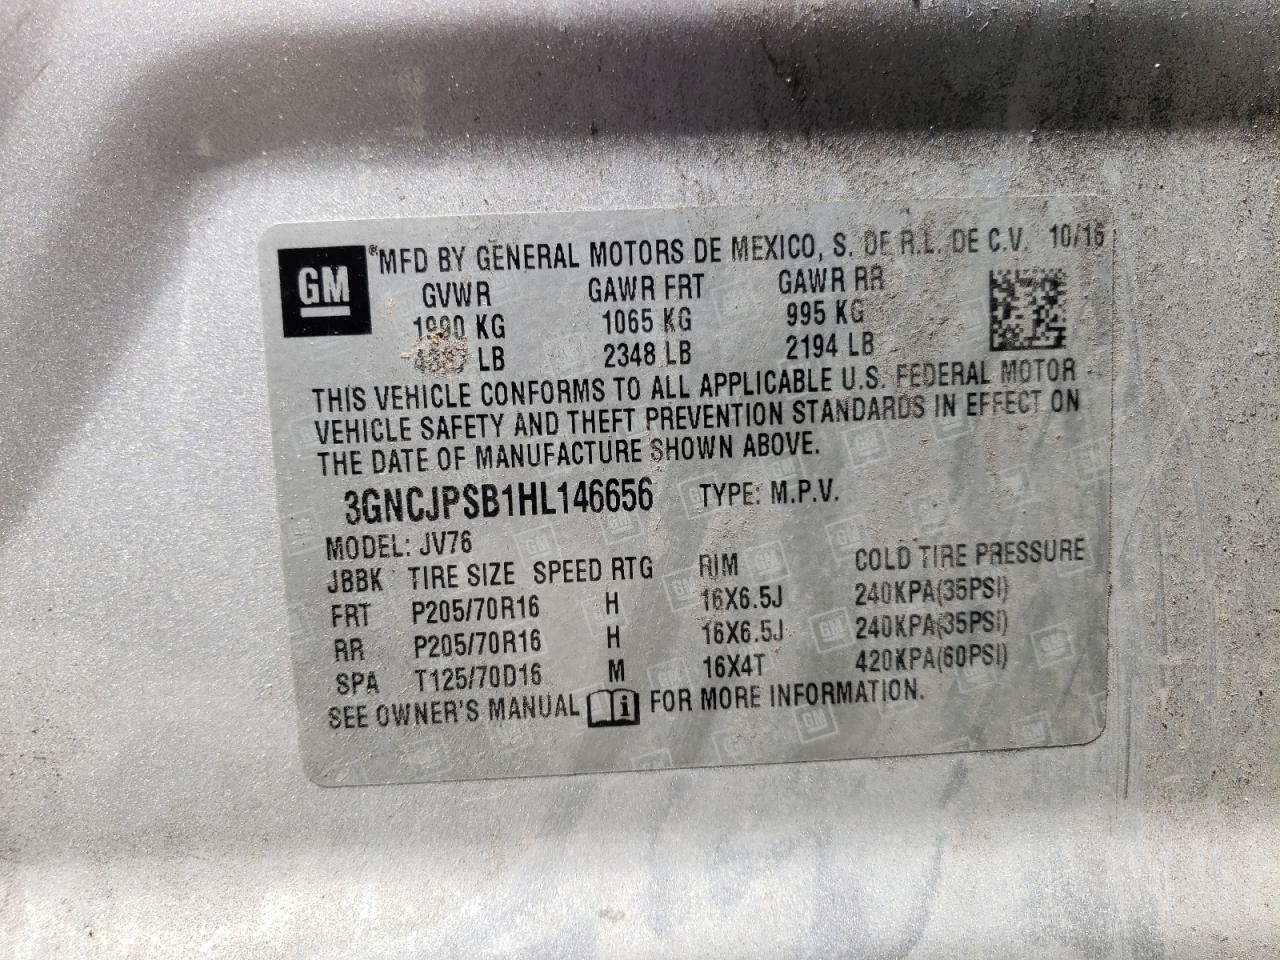 GM ®MFD BY GENERAL MOTORS DE MEXICO, S. DE R.L. DE C.V. 10/16
GVWR GAWR FRT GAWR RR
KG 1065 KG 995 KG
LB 2348 LB 2194 LB
THIS VEHICLE CONFORMS TO ALL APPLICABLE U.S. FEDERAL MOTOR
VEHICLE SAFETY AND THEFT PREVENTION STANDARDS IN EFFECT ON
THE DATE OF MANUFACTURE SHOWN ABOVE.
3GNCJPSB1HL146656 TYPE: M.P.V.
MODEL: JV76
JBBK TIRE SIZE SPEED RTG RIM COLD TIRE PRESSURE
FRT P205/70R16 H 16X6.5J 240KPA(35PSI)
RR P205/70R16 H 16X6.5J 240KPA(35PSI)
SPA T125/70D16 M 16X4T 420KPA(60PSI)
SEE OWNER'S MANUAL i FOR MORE INFORMATION.